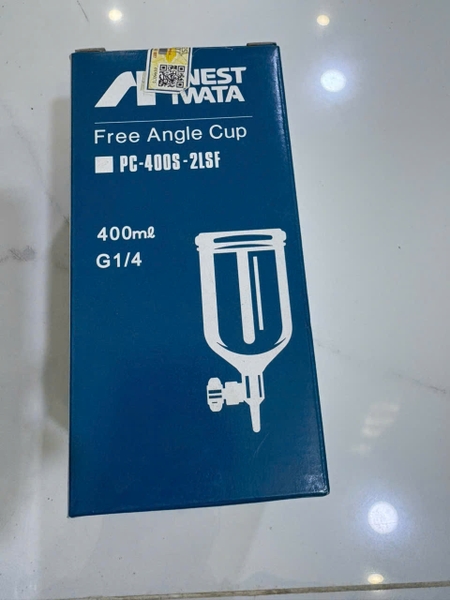 ANEST
IWATA
Free Angle Cup
PC-400S-2LSF
400mℓ
G1/4